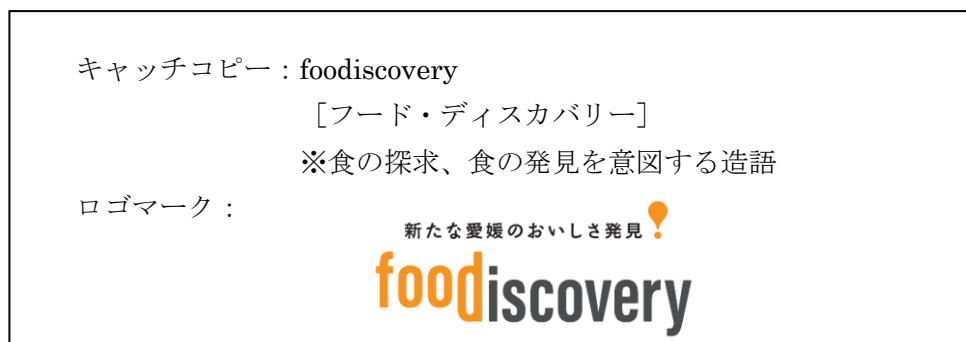 キャッチコピー：foodiscovery
［フード・ディスカバリー］
※食の探求、食の発見を意図する造語
ロゴマーク：
新たな愛媛のおいしさ発見！
foodiscovery